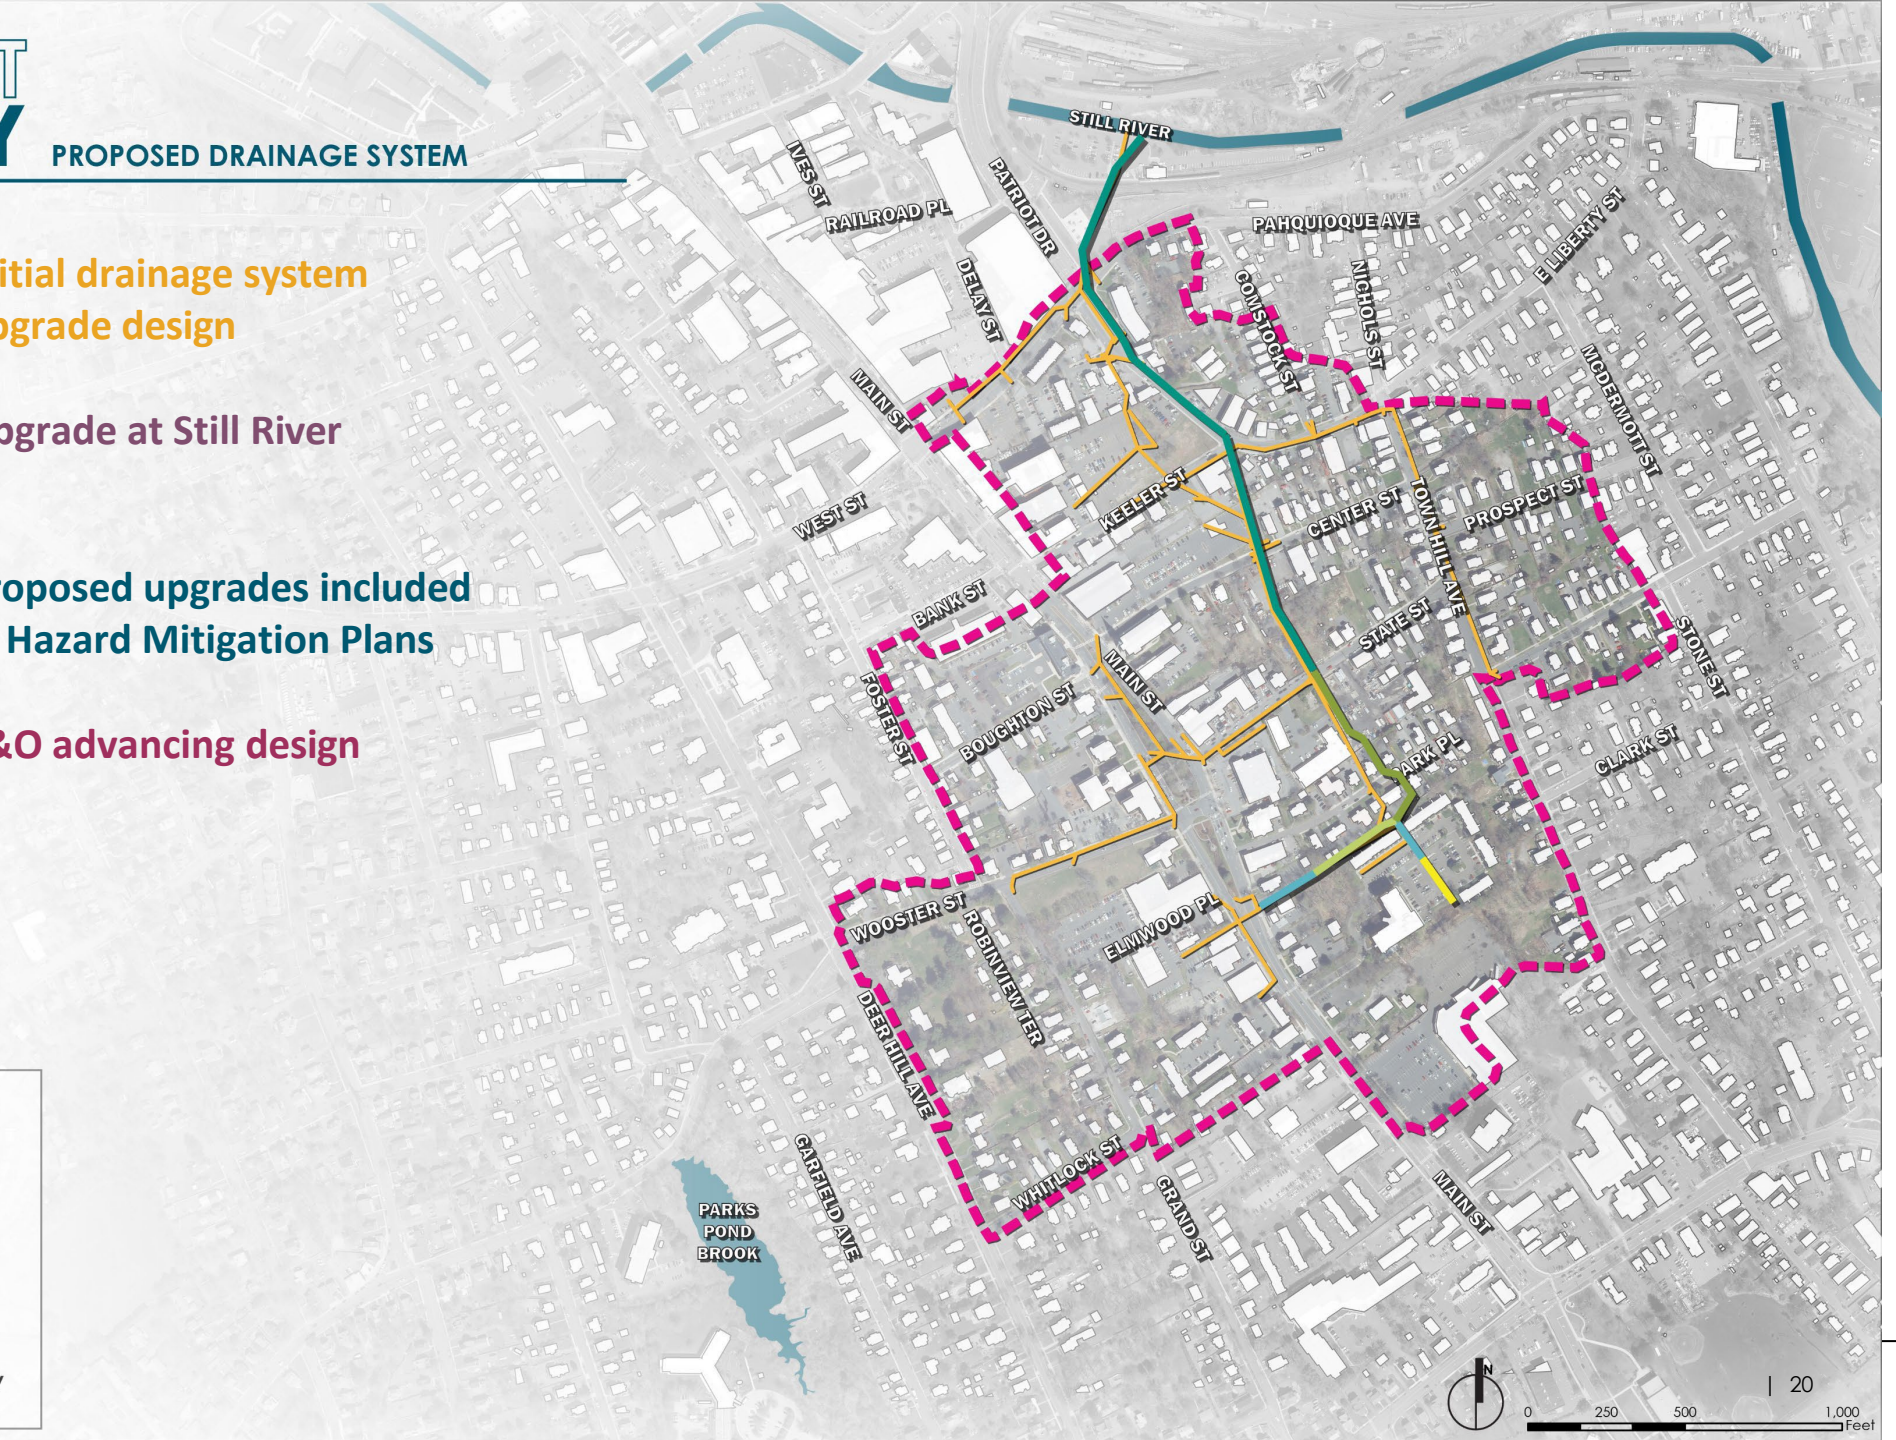 T
Y
PROPOSED DRAINAGE SYSTEM
itial drainage system
pgrade design
pgrade at Still River
roposed upgrades included
Hazard Mitigation Plans
&O advancing design
STILL RIVER
IVES ST
RAILROAD PL
PATRIOT DR
DELAY ST
PAHQUIOQUE AVE
E LIBERTY ST
COMSTOCK ST
NICHOLS ST
MCDERMOTT ST
MAIN ST
WEST ST
KEELER ST
CENTER ST
TOWN HILL AVE
PROSPECT ST
BANK ST
STATE ST
STONE ST
FOSTER ST
BOUGHTON ST
MAIN ST
ARK PL
CLARK ST
WOOSTER ST
ROBINVIEW TER
ELMWOOD PL
DEER HILL AVE
GARFIELD AVE
WHITLOCK ST
GRAND ST
MAIN ST
PARKS
POND
BROOK
N
| 20
0 250 500 1,000
Feet